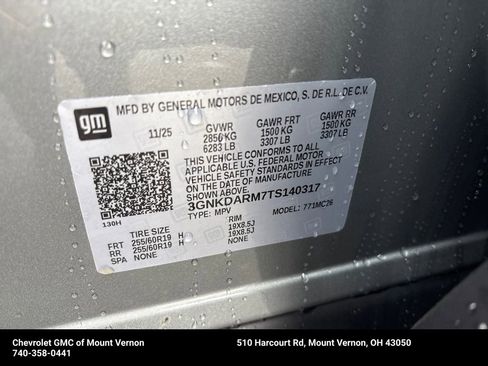 gm
MFD BY GENERAL MOTORS DE MEXICO, S. DE R.L. DE C.V.
11/25 GVWR GAWR FRT GAWR RR
2850 KG 1500 KG 1500 KG
6283 LB 3307 LB 3307 LB
THIS VEHICLE CONFORMS TO ALL
APPLICABLE U.S. FEDERAL MOTOR
VEHICLE SAFETY STANDARDS IN EFFECT
ON THE DATE OF MANUFACTURE
3GNKDARM7TS140317
TYPE: MPV MODEL: 771MC26
130H
TIRE SIZE RIM
FRT 255/60R19 H 19X8.5J
RR 255/60R19 H 19X8.5J
SPA NONE NONE
Chevrolet GMC of Mount Vernon 510 Harcourt Rd, Mount Vernon, OH 43050
740-358-0441